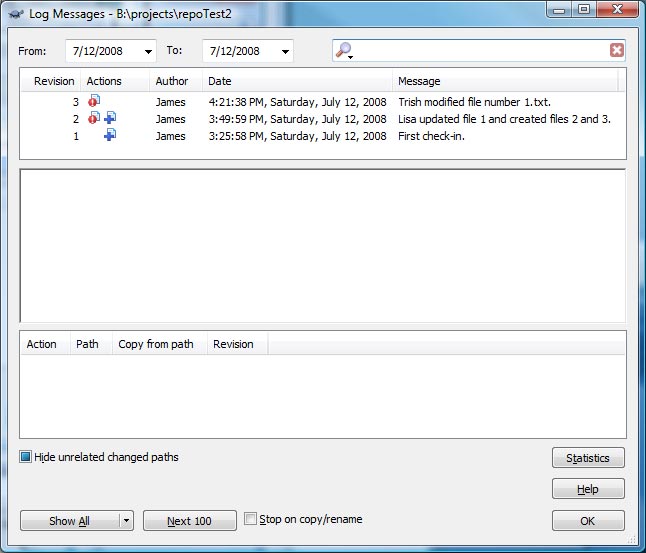 Log Messages - B:\projects\repoTest2
From: 7/12/2008 To: 7/12/2008
Revision Actions Author Date Message
3 James 4:21:38 PM, Saturday, July 12, 2008 Trish modified file number 1.txt.
2 James 3:49:59 PM, Saturday, July 12, 2008 Lisa updated file 1 and created files 2 and 3.
1 James 3:25:58 PM, Saturday, July 12, 2008 First check-in.
Action Path Copy from path Revision
Hide unrelated changed paths
Statistics
Help
Show All Next 100 Stop on copy/rename OK